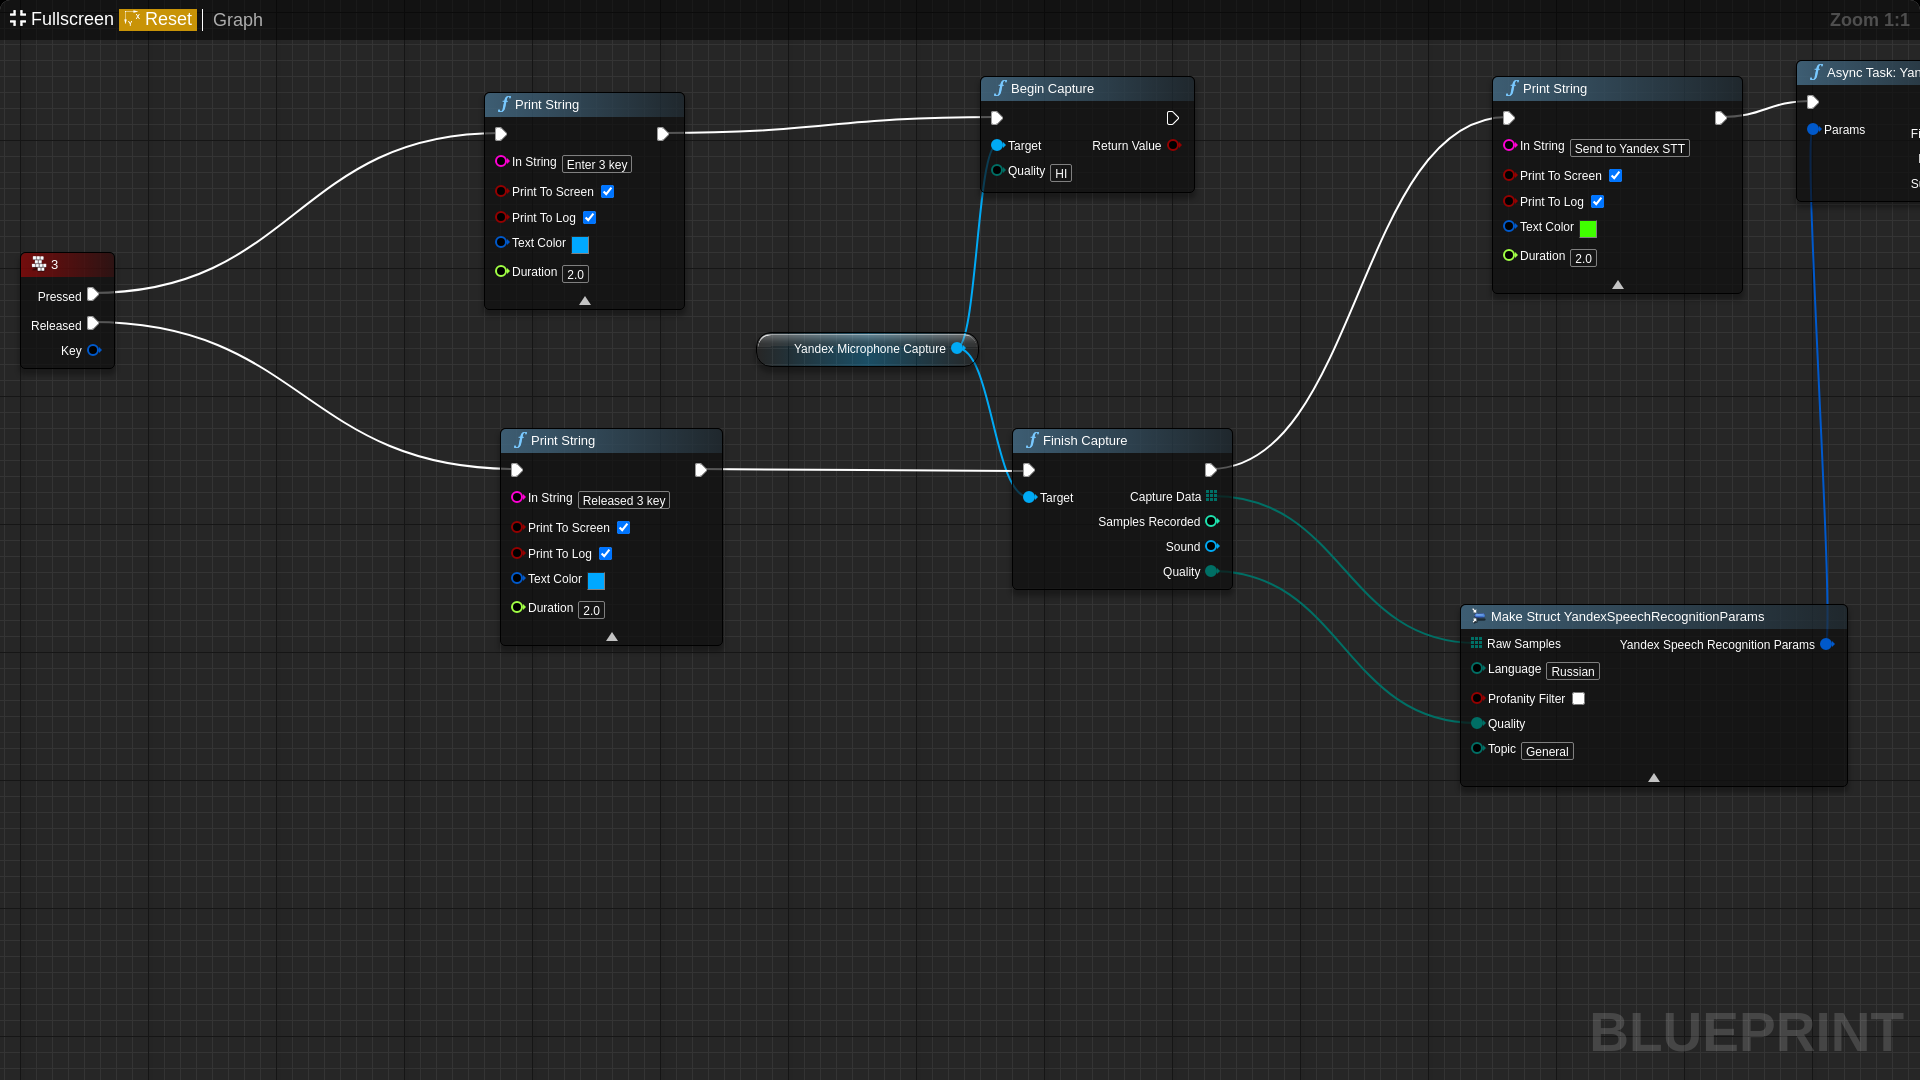 Fullscreen Reset Graph
Zoom 1:1
3
Pressed
Released
Key
Print String
In String Enter 3 key
Print To Screen
Print To Log
Text Color
Duration 2.0
Begin Capture
Target Return Value
Quality HI
Yandex Microphone Capture
Print String
In String Released 3 key
Print To Screen
Print To Log
Text Color
Duration 2.0
Finish Capture
Target Capture Data
Samples Recorded
Sound
Quality
Print String
In String Send to Yandex STT
Print To Screen
Print To Log
Text Color
Duration 2.0
Async Task: Yan
Params
Make Struct YandexSpeechRecognitionParams
Raw Samples Yandex Speech Recognition Params
Language Russian
Profanity Filter
Quality
Topic General
BLUEPRINT